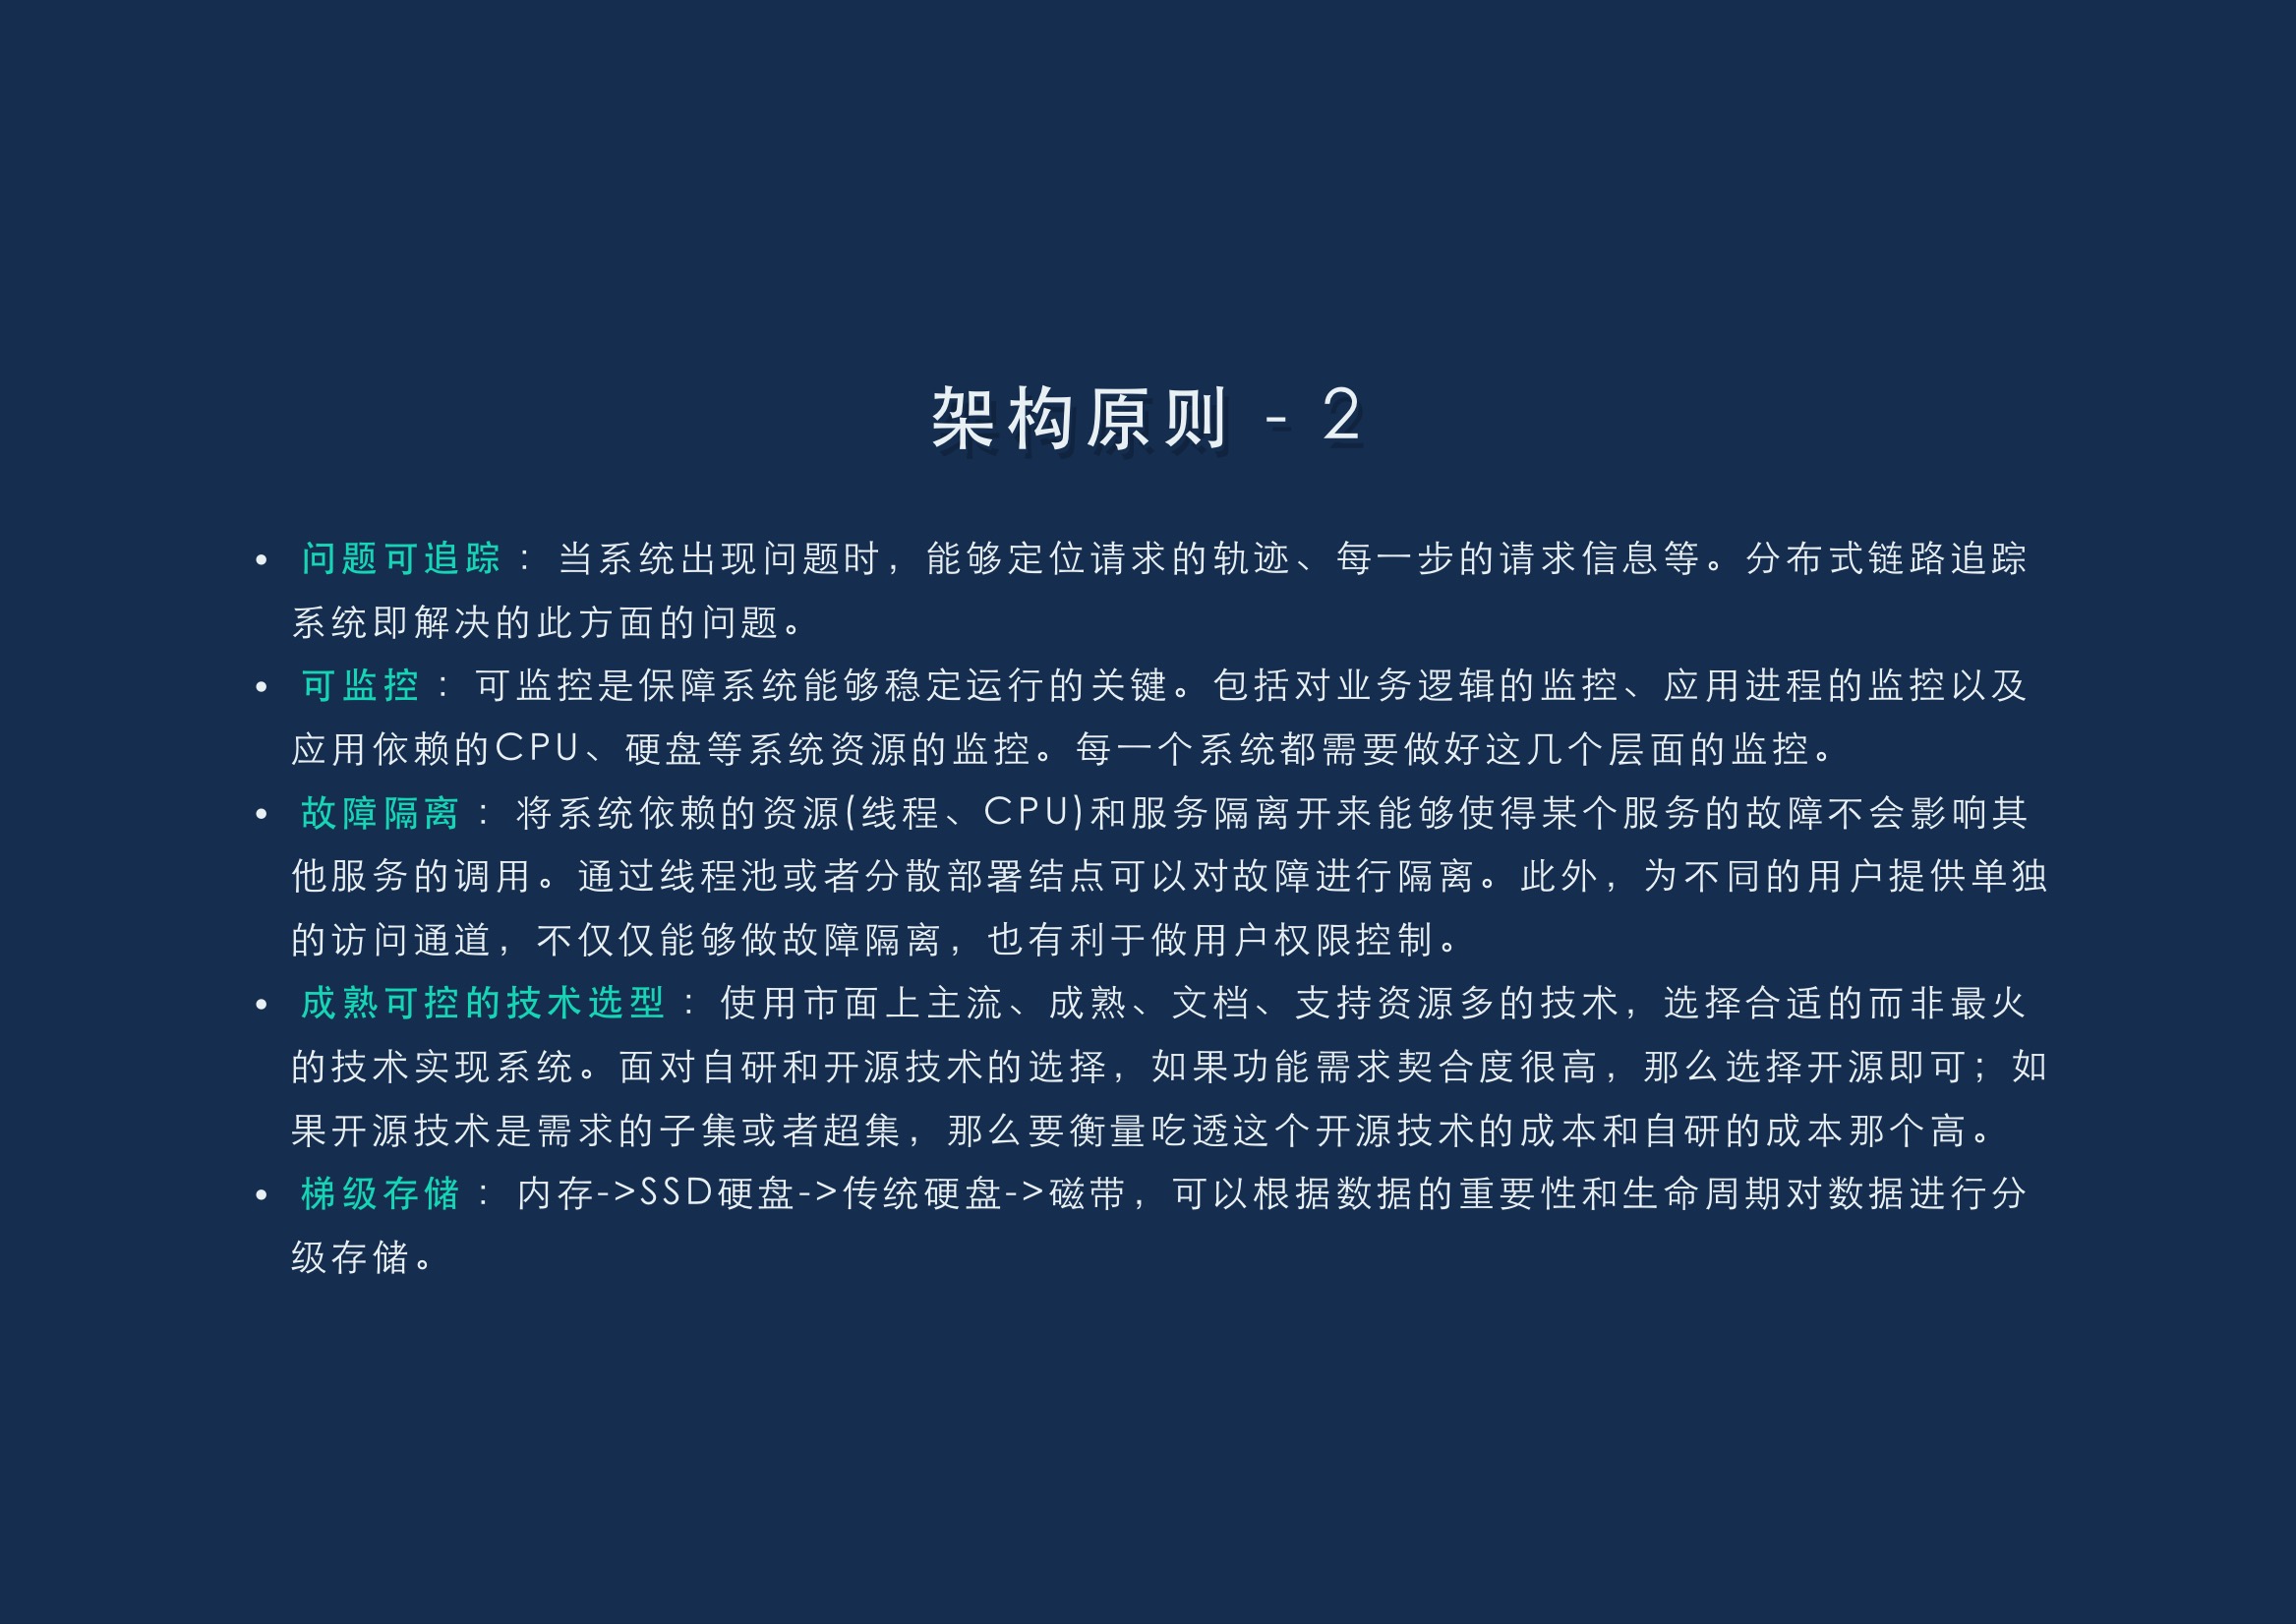 架构原则 - 2
• 问题可追踪 ：当系统出现问题时，能够定位请求的轨迹、每一步的请求信息等。分布式链路追踪
系统即解决的此方面的问题。
• 可监控 ：可监控是保障系统能够稳定运行的关键。包括对业务逻辑的监控、应用进程的监控以及
应用依赖的CPU、硬盘等系统资源的监控。每一个系统都需要做好这几个层面的监控。
• 故障隔离 ：将系统依赖的资源(线程、CPU)和服务隔离开来能够使得某个服务的故障不会影响其
他服务的调用。通过线程池或者分散部署结点可以对故障进行隔离。此外，为不同的用户提供单独
的访问通道，不仅仅能够做故障隔离，也有利于做用户权限控制。
• 成熟可控的技术选型 ：使用市面上主流、成熟、文档、支持资源多的技术，选择合适的而非最火
的技术实现系统。面对自研和开源技术的选择，如果功能需求契合度很高，那么选择开源即可；如
果开源技术是需求的子集或者超集，那么要衡量吃透这个开源技术的成本和自研的成本那个高。
• 梯级存储 ：内存->SSD硬盘->传统硬盘->磁带，可以根据数据的重要性和生命周期对数据进行分
级存储。